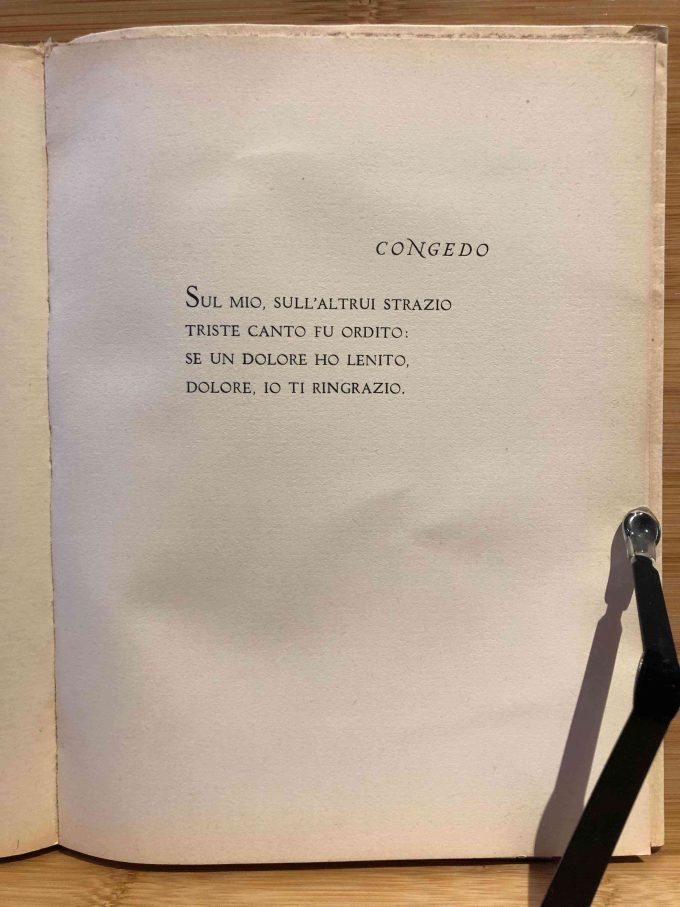 CONGEDO
SUL MIO, SULL'ALTRUI STRAZIO
TRISTE CANTO FU ORDITO:
SE UN DOLORE HO LENITO,
DOLORE, IO TI RINGRAZIO.